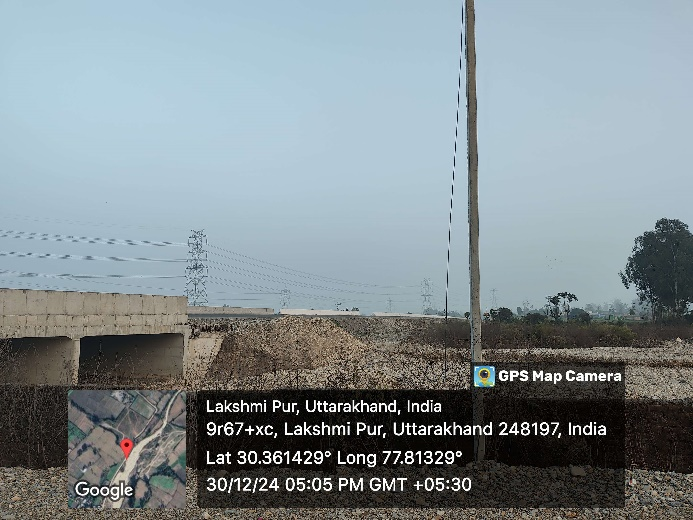 GPS Map Camera
Lakshmi Pur, Uttarakhand, India
9r67+xc, Lakshmi Pur, Uttarakhand 248197, India
Lat 30.361429° Long 77.81329°
30/12/24 05:05 PM GMT +05:30
Google